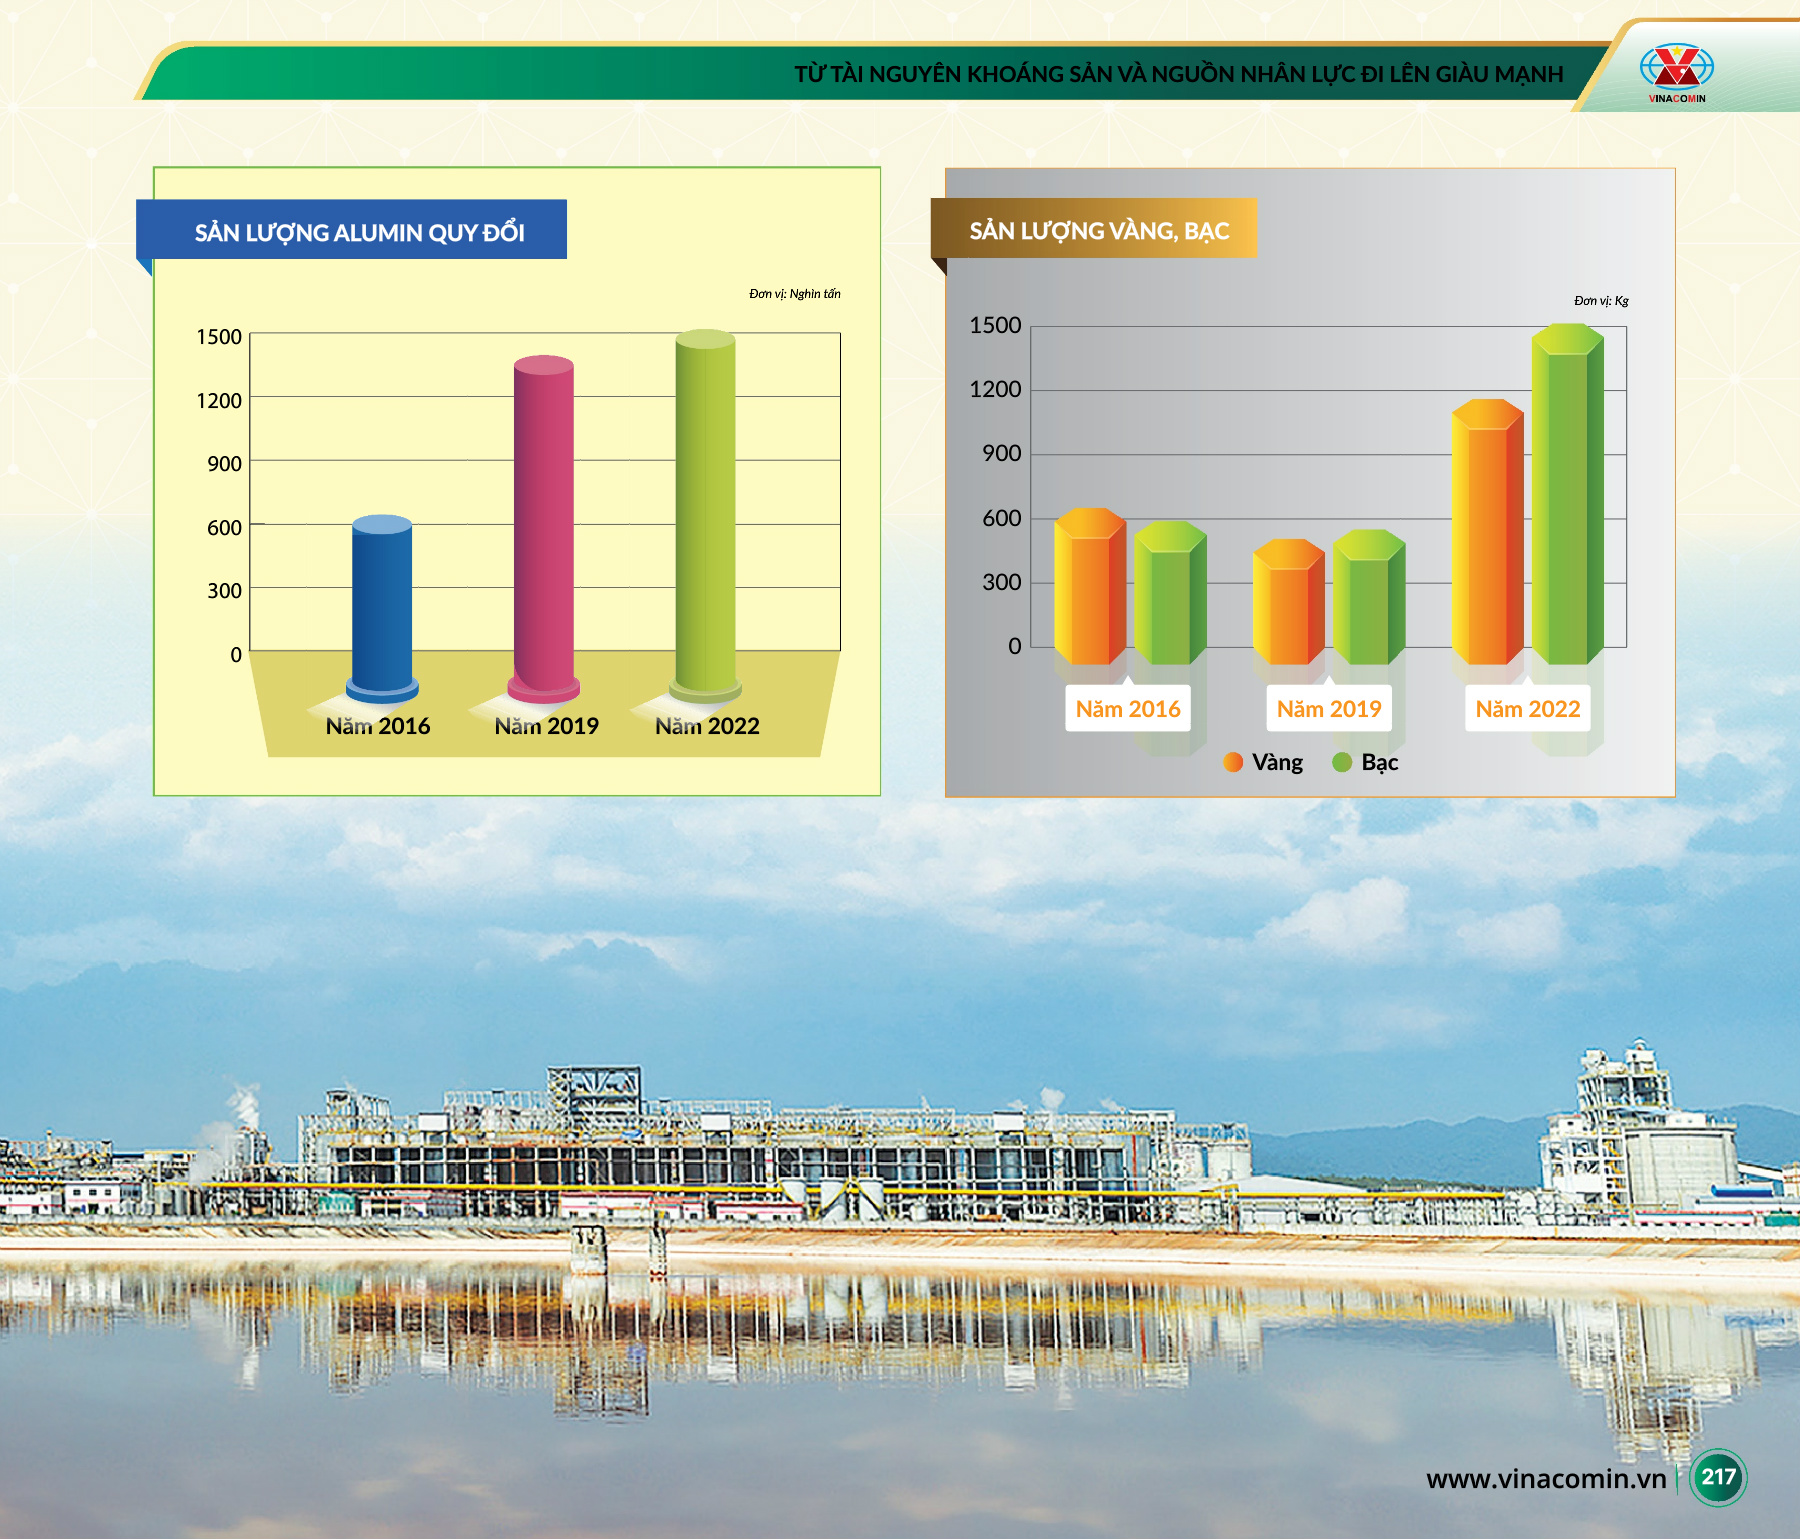 TỪ TÀI NGUYÊN KHOÁNG SẢN VÀ NGUỒN NHÂN LỰC ĐI LÊN GIÀU MẠNH
VINACOMIN
SẢN LƯỢNG ALUMIN QUY ĐỔI
Đơn vị: Nghìn tấn
1500
1200
900
600
300
0
Năm 2016 Năm 2019 Năm 2022
SẢN LƯỢNG VÀNG, BẠC
Đơn vị: Kg
1500
1200
900
600
300
0
Năm 2016 Năm 2019 Năm 2022
Vàng Bạc
www.vinacomin.vn 217